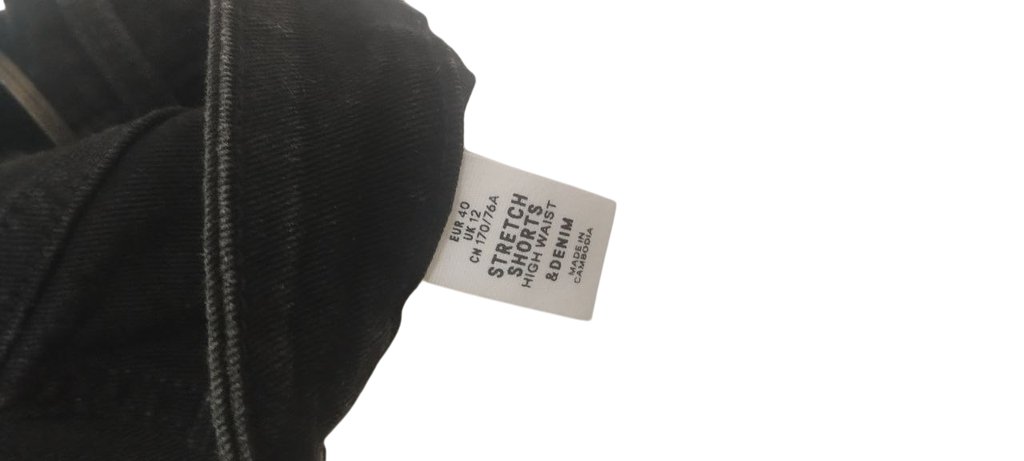 EUR 40
UK 12
CN 170/76A
STRETCH
SHORTS
HIGH WAIST
&DENIM
MADE IN
CAMBODIA